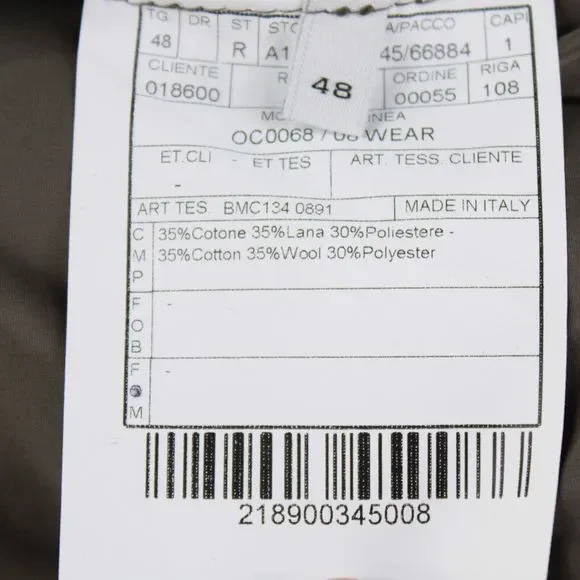 TG DR ST A/PACCO CAPI
48 R A1 45/66884 1
CLIENTE ORDINE RIGA
018600 00055 108
48
OC0068 / WEAR
ET.CLI - ET TES ART. TESS. CLIENTE
-
ART TES. BMC134 0891 MADE IN ITALY
C 35%Cotone 35%Lana 30%Poliestere -
M 35%Cotton 35%Wool 30%Polyester
P
F -
O
B
F -
M
218900345008